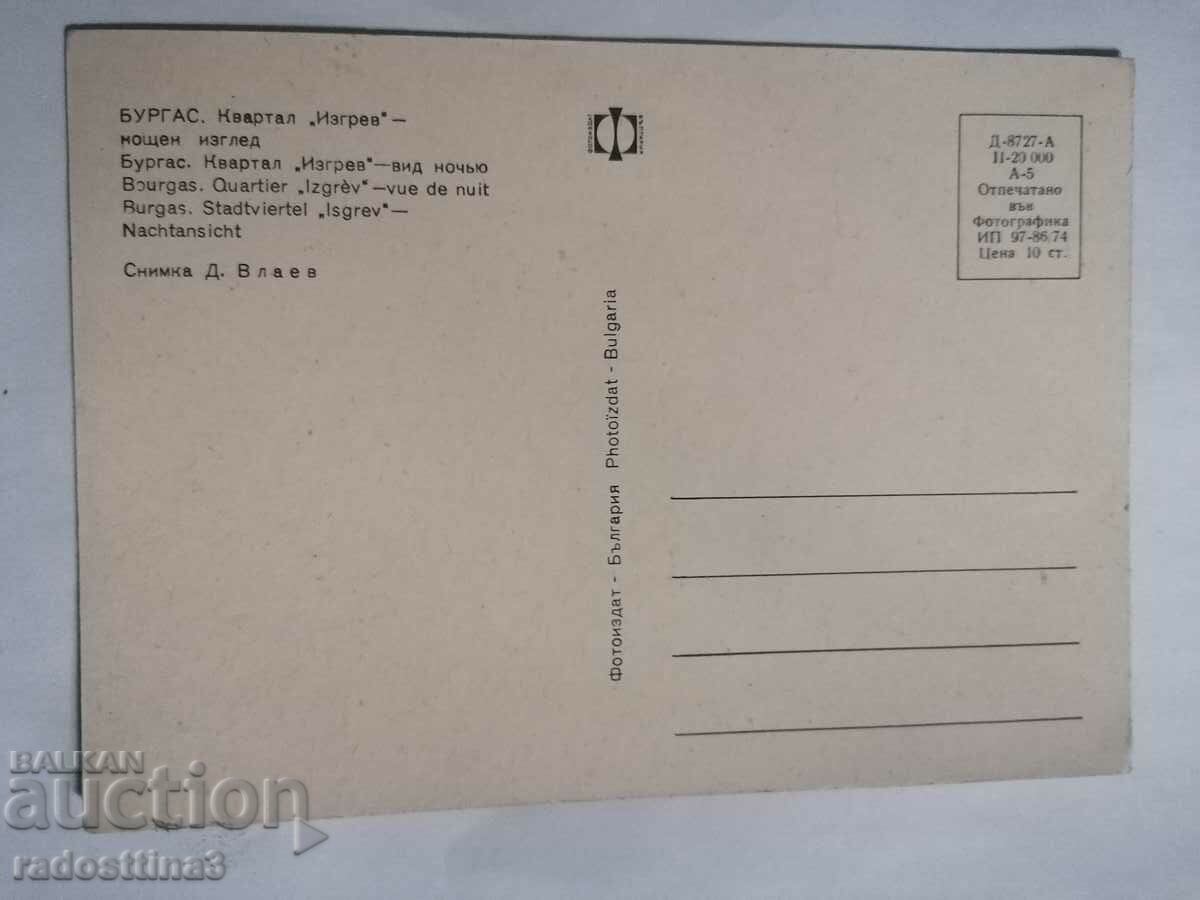 БУРГАС. Квартал „Изгрев“ —
нощен изглед
Бургас. Квартал „Изгрев“ — вид ночью
Bourgas. Quartier „Izgrèv“ — vue de nuit
Burgas. Stadtviertel „Isgrev“ —
Nachtansicht
Снимка Д. Влаев
Фотоиздат - България Photoïzdat - Bulgaria
Д-8727-А
II-20 000
А-5
Отпечатано
във
Фотографика
ИП 97-86.74
Цена 10 ст.
BALKAN
auction
radosttina3